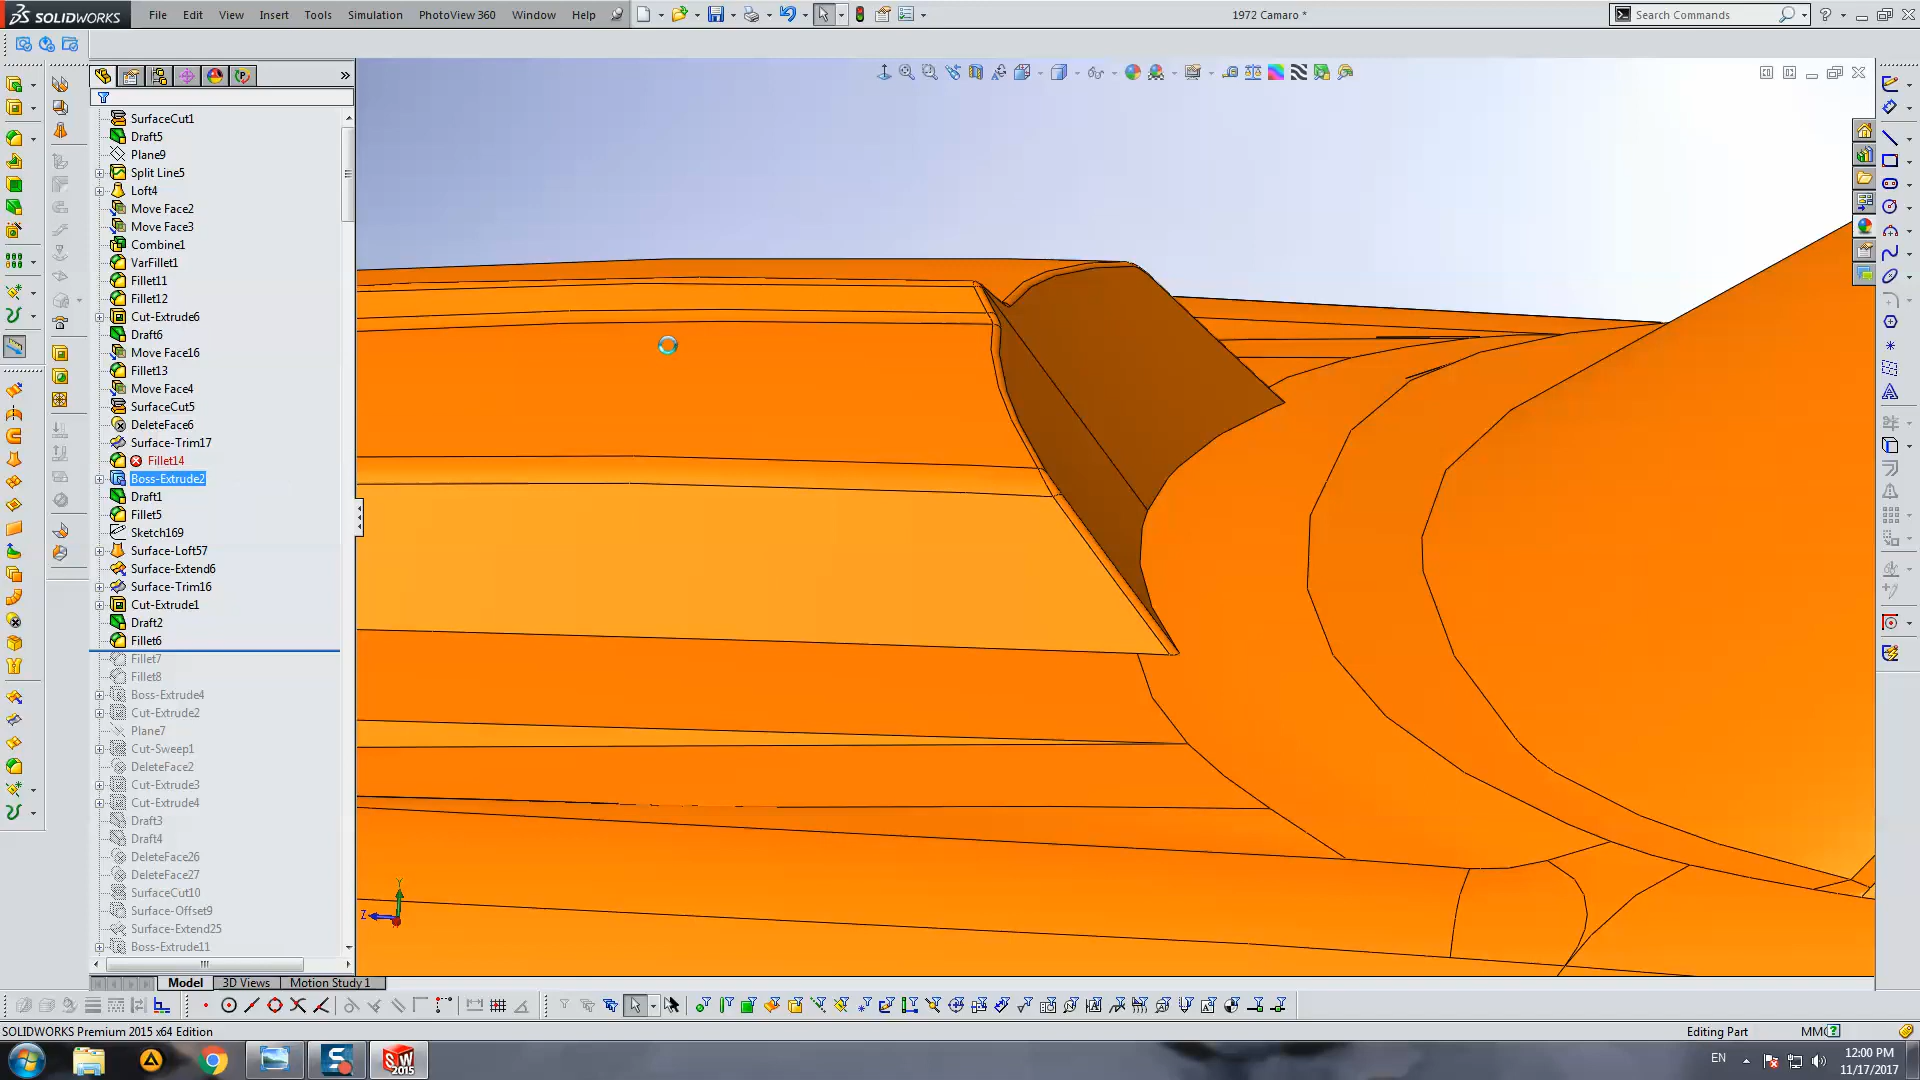 SOLIDWORKS File Edit View Insert Tools Simulation PhotoView 360 Window Help 1972 Camaro * Search Commands
SurfaceCut1
Draft5
Plane9
Split Line5
Loft4
Move Face2
Move Face3
Combine1
VarFillet1
Fillet11
Fillet12
Cut-Extrude6
Draft6
Move Face16
Fillet13
Move Face4
SurfaceCut5
DeleteFace6
Surface-Trim17
Fillet14
Boss-Extrude2
Draft1
Fillet5
Sketch169
Surface-Loft57
Surface-Extend6
Surface-Trim16
Cut-Extrude1
Draft2
Fillet6
Fillet7
Fillet8
Boss-Extrude4
Cut-Extrude2
Plane7
Cut-Sweep1
DeleteFace2
Cut-Extrude3
Cut-Extrude4
Draft3
Draft4
DeleteFace26
DeleteFace27
SurfaceCut10
Surface-Offset9
Surface-Extend25
Boss-Extrude11
Y
Z
Model 3D Views Motion Study 1
SOLIDWORKS Premium 2015 x64 Edition Editing Part
EN 12:00 PM
11/17/2017
SW
2015